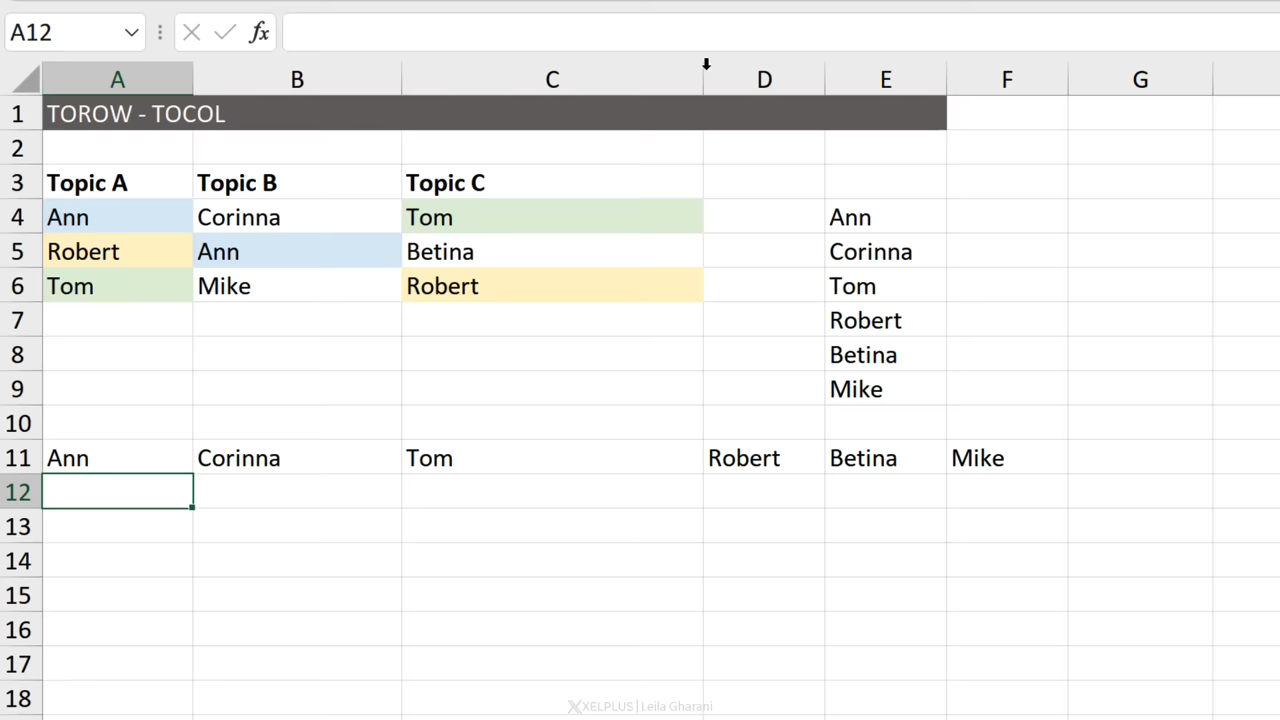 A12 fx
A B C D E F G
1 TOROW - TOCOL
2
3 Topic A Topic B Topic C
4 Ann Corinna Tom Ann
5 Robert Ann Betina Corinna
6 Tom Mike Robert Tom
7 Robert
8 Betina
9 Mike
10
11 Ann Corinna Tom Robert Betina Mike
12
13
14
15
16
17
18
XELPLUS | Leila Gharani